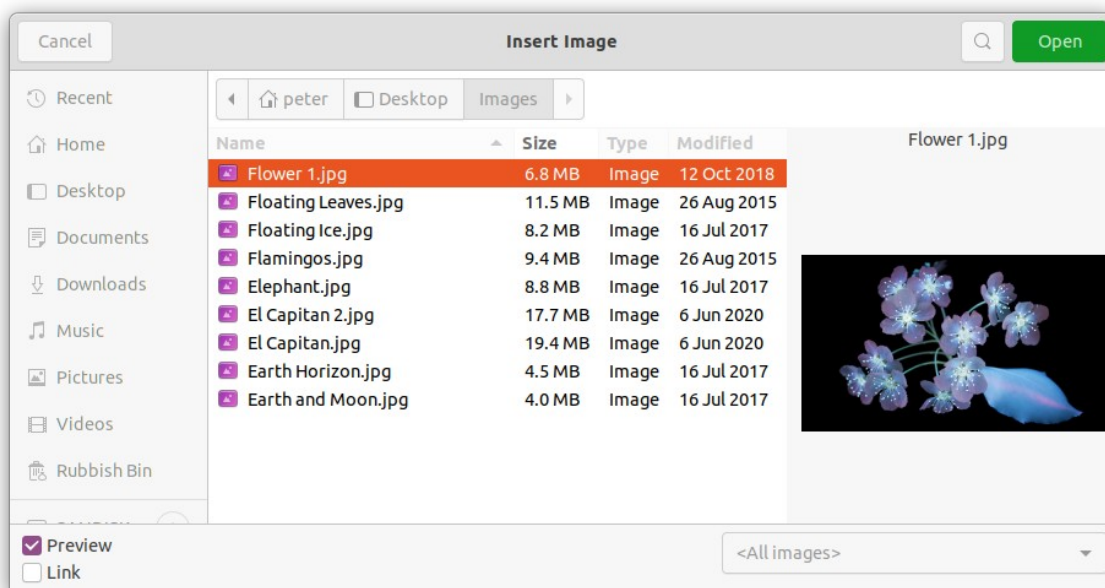 Cancel
Insert Image
Open
Recent
Home
Desktop
Documents
Downloads
Music
Pictures
Videos
Rubbish Bin
peter Desktop Images
Name Size Type Modified
Flower 1.jpg 6.8 MB Image 12 Oct 2018
Floating Leaves.jpg 11.5 MB Image 26 Aug 2015
Floating Ice.jpg 8.2 MB Image 16 Jul 2017
Flamingos.jpg 9.4 MB Image 26 Aug 2015
Elephant.jpg 8.8 MB Image 16 Jul 2017
El Capitan 2.jpg 17.7 MB Image 6 Jun 2020
El Capitan.jpg 19.4 MB Image 6 Jun 2020
Earth Horizon.jpg 4.5 MB Image 16 Jul 2017
Earth and Moon.jpg 4.0 MB Image 16 Jul 2017
Flower 1.jpg
Preview
Link
<All images>